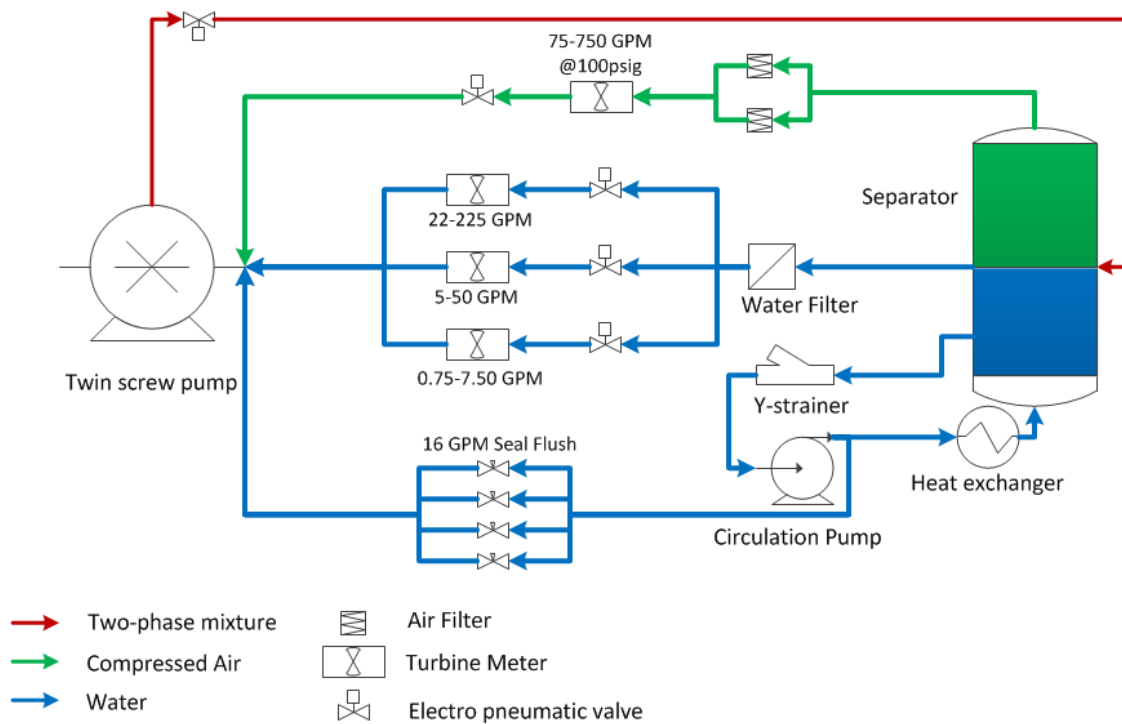 75-750 GPM
@100psig
Separator
22-225 GPM
5-50 GPM
Water Filter
0.75-7.50 GPM
Twin screw pump
Y-strainer
16 GPM Seal Flush
Heat exchanger
Circulation Pump
Two-phase mixture
Air Filter
Compressed Air
Turbine Meter
Water
Electro pneumatic valve